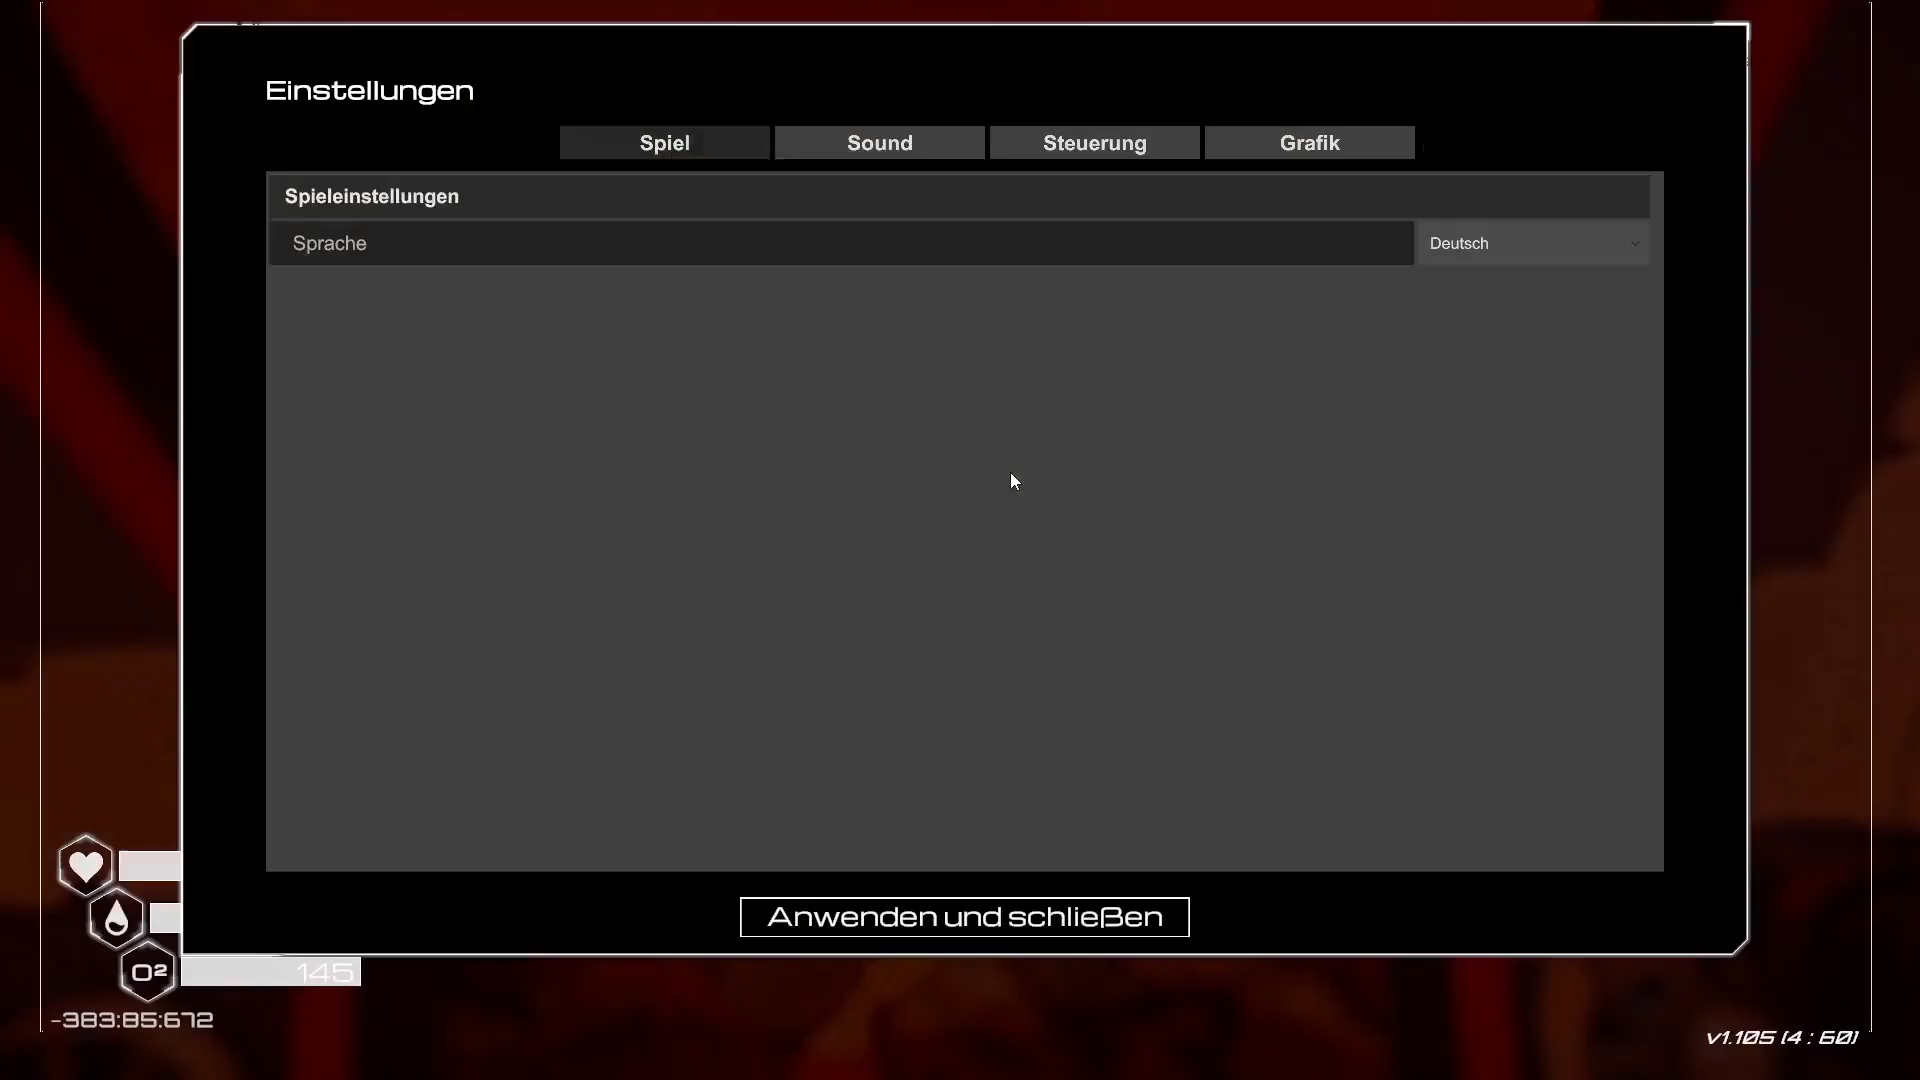 Einstellungen
Spiel Sound Steuerung Grafik
Spieleinstellungen
Sprache Deutsch
Anwenden und schließen
O² 145
-383:85:672
v1.105 (4 : 60)